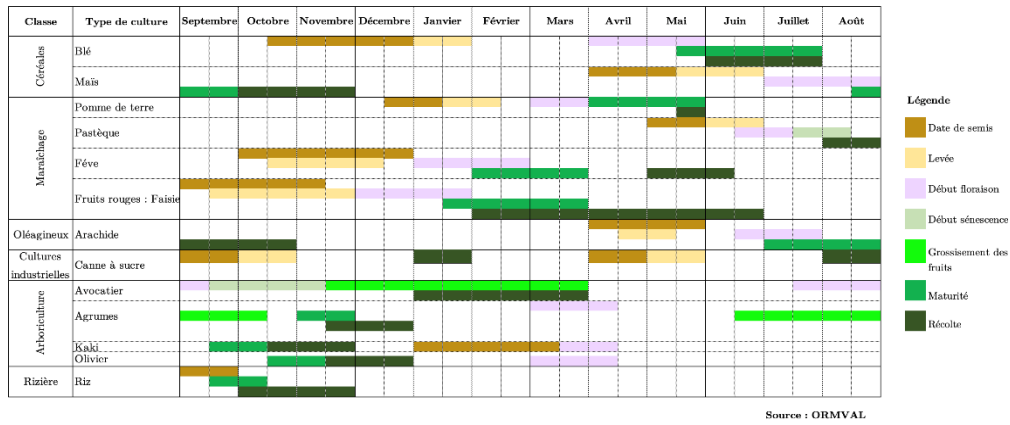 Classe Type de culture Septembre Octobre Novembre Décembre Janvier Février Mars Avril Mai Juin Juillet Août
Céréales
Blé
Maïs
Maraîchage
Pomme de terre
Pastèque
Féve
Fruits rouges : Faisie
Oléagineux Arachide
Cultures
industrielles
Canne à sucre
Arboriculture
Avocatier
Agrumes
Kaki
Olivier
Rizière Riz
Légende
Date de semis
Levée
Début floraison
Début sénescence
Grossisement des
fruits
Maturité
Récolte
Source : ORMVAL